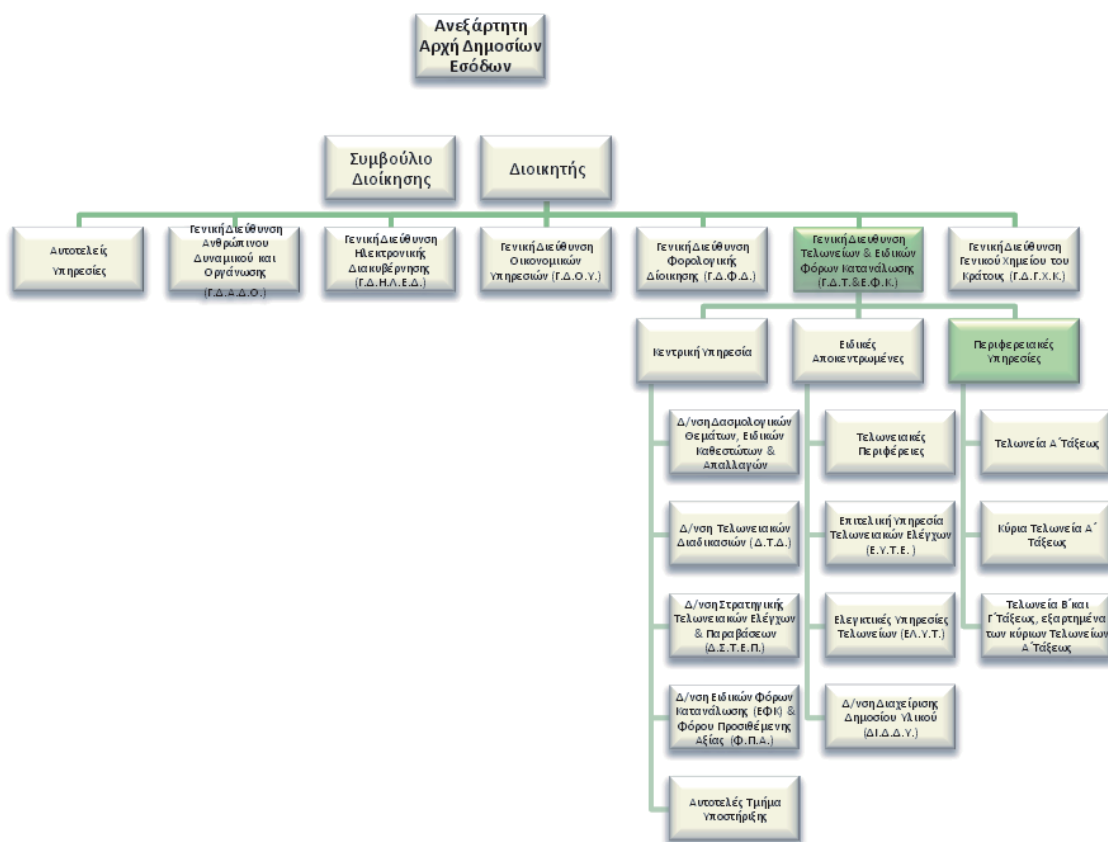 Ανεξάρτητη
Αρχή Δημοσίων
Εσόδων
Συμβούλιο
Διοίκησης
Διοικητής
Αυτοτελείς
Υπηρεσίες
Γενική Διεύθυνση
Ανθρώπινου
Δυναμικού και
Οργάνωσης
(Γ.Δ.Α.Δ.Ο.)
Γενική Διεύθυνση
Ηλεκτρονικής
Διακυβέρνησης
(Γ.Δ.Η.Λ.Ε.Δ.)
Γενική Διεύθυνση
Οικονομικών
Υπηρεσιών (Γ.Δ.Ο.Υ.)
Γενική Διεύθυνση
Φορολογικής
Δίοικησης (Γ.Δ.Φ.Δ.)
Γενική Διευθυνση
Τελωνείων & Ειδικών
Φόρων Κατανάλωσης
(Γ.Δ.Τ.&Ε.Φ.Κ.)
Γενική Διεύθυνση
Γενικού Χημείου του
Κράτους (Γ.Δ.Γ.Χ.Κ.)
Κεντρική Υπηρεσία
Ειδικές
Αποκεντρωμένες
Περιφερειακές
Υπηρεσίες
Δ/νση Δασμολογικών
Θεμάτων, Ειδικών
Καθεστώτων &
Απαλλαγών
Δ/νση Τελωνειακών
Διαδικασιών (Δ.Τ.Δ.)
Δ/νση Στρατηγικής
Τελωνειακών Ελέγχων
& Παραβάσεων
(Δ.Σ.Τ.Ε.Π.)
Δ/νση Ειδικών Φόρων
Κατανάλωσης (ΕΦΚ) &
Φόρου Προσιθέμενης
Αξίας (Φ.Π.Α.)
Αυτοτελές Τμήμα
Υποστήριξης
Τελωνειακές
Περιφέρειες
Επιτελική Υπηρεσία
Τελωνειακών Ελέγχων
(Ε.Υ.Τ.Ε.)
Ελεγκτικές Υπηρεσίες
Τελωνείων (ΕΛ.Υ.Τ.)
Δ/νση Διαχείρισης
Δημοσίου Υλικού
(ΔΙ.Δ.Δ.Υ.)
Τελωνεία Α΄Τάξεως
Κύρια Τελωνεία Α΄
Τάξεως
Τελωνεία Β΄και
Γ΄Τάξεως, εξαρτημένα
των κύριων Τελωνείων
Α΄Τάξεως